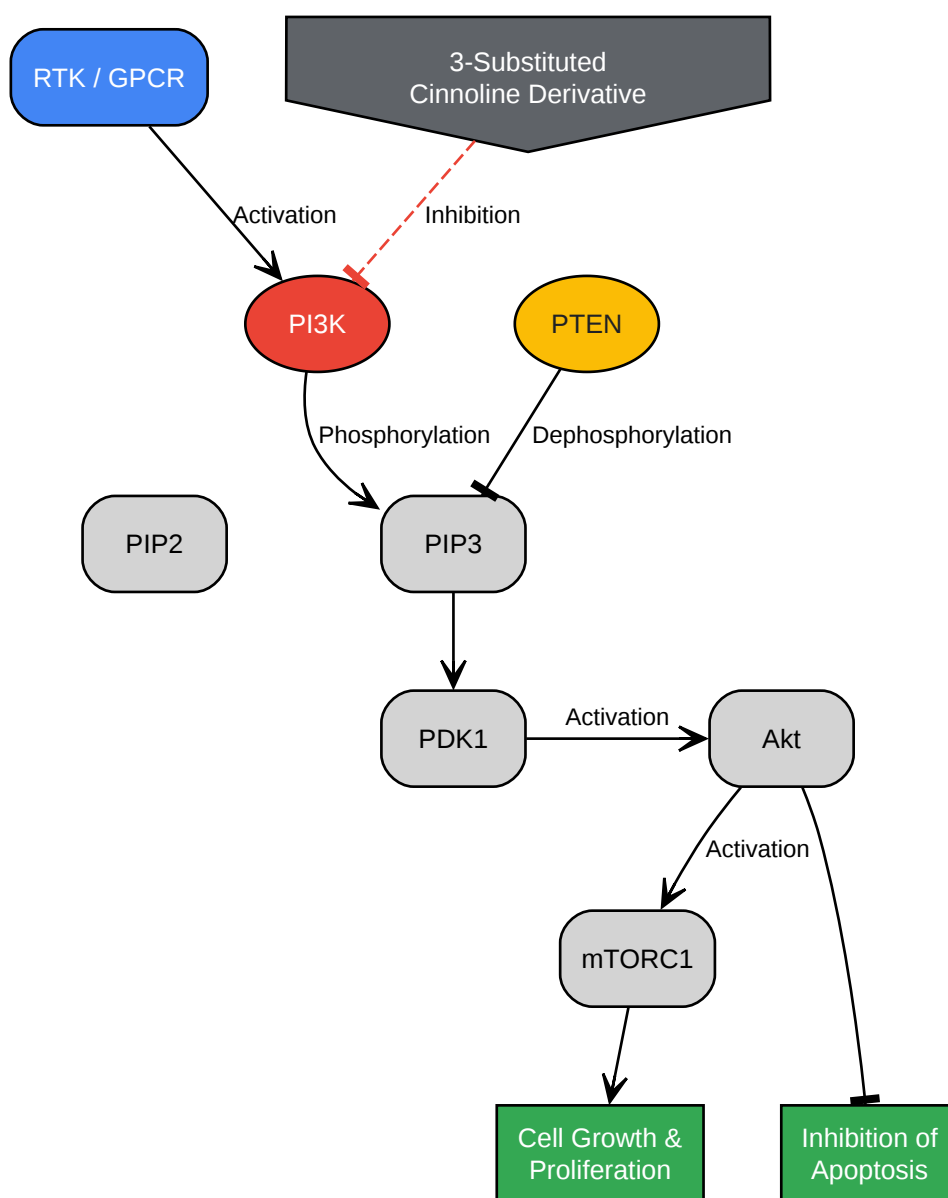 RTK / GPCR
3-Substituted
Cinnoline Derivative
Activation
Inhibition
PI3K
PTEN
Phosphorylation
Dephosphorylation
PIP2
PIP3
PDK1
Activation
Akt
Activation
mTORC1
Cell Growth &
Proliferation
Inhibition of
Apoptosis